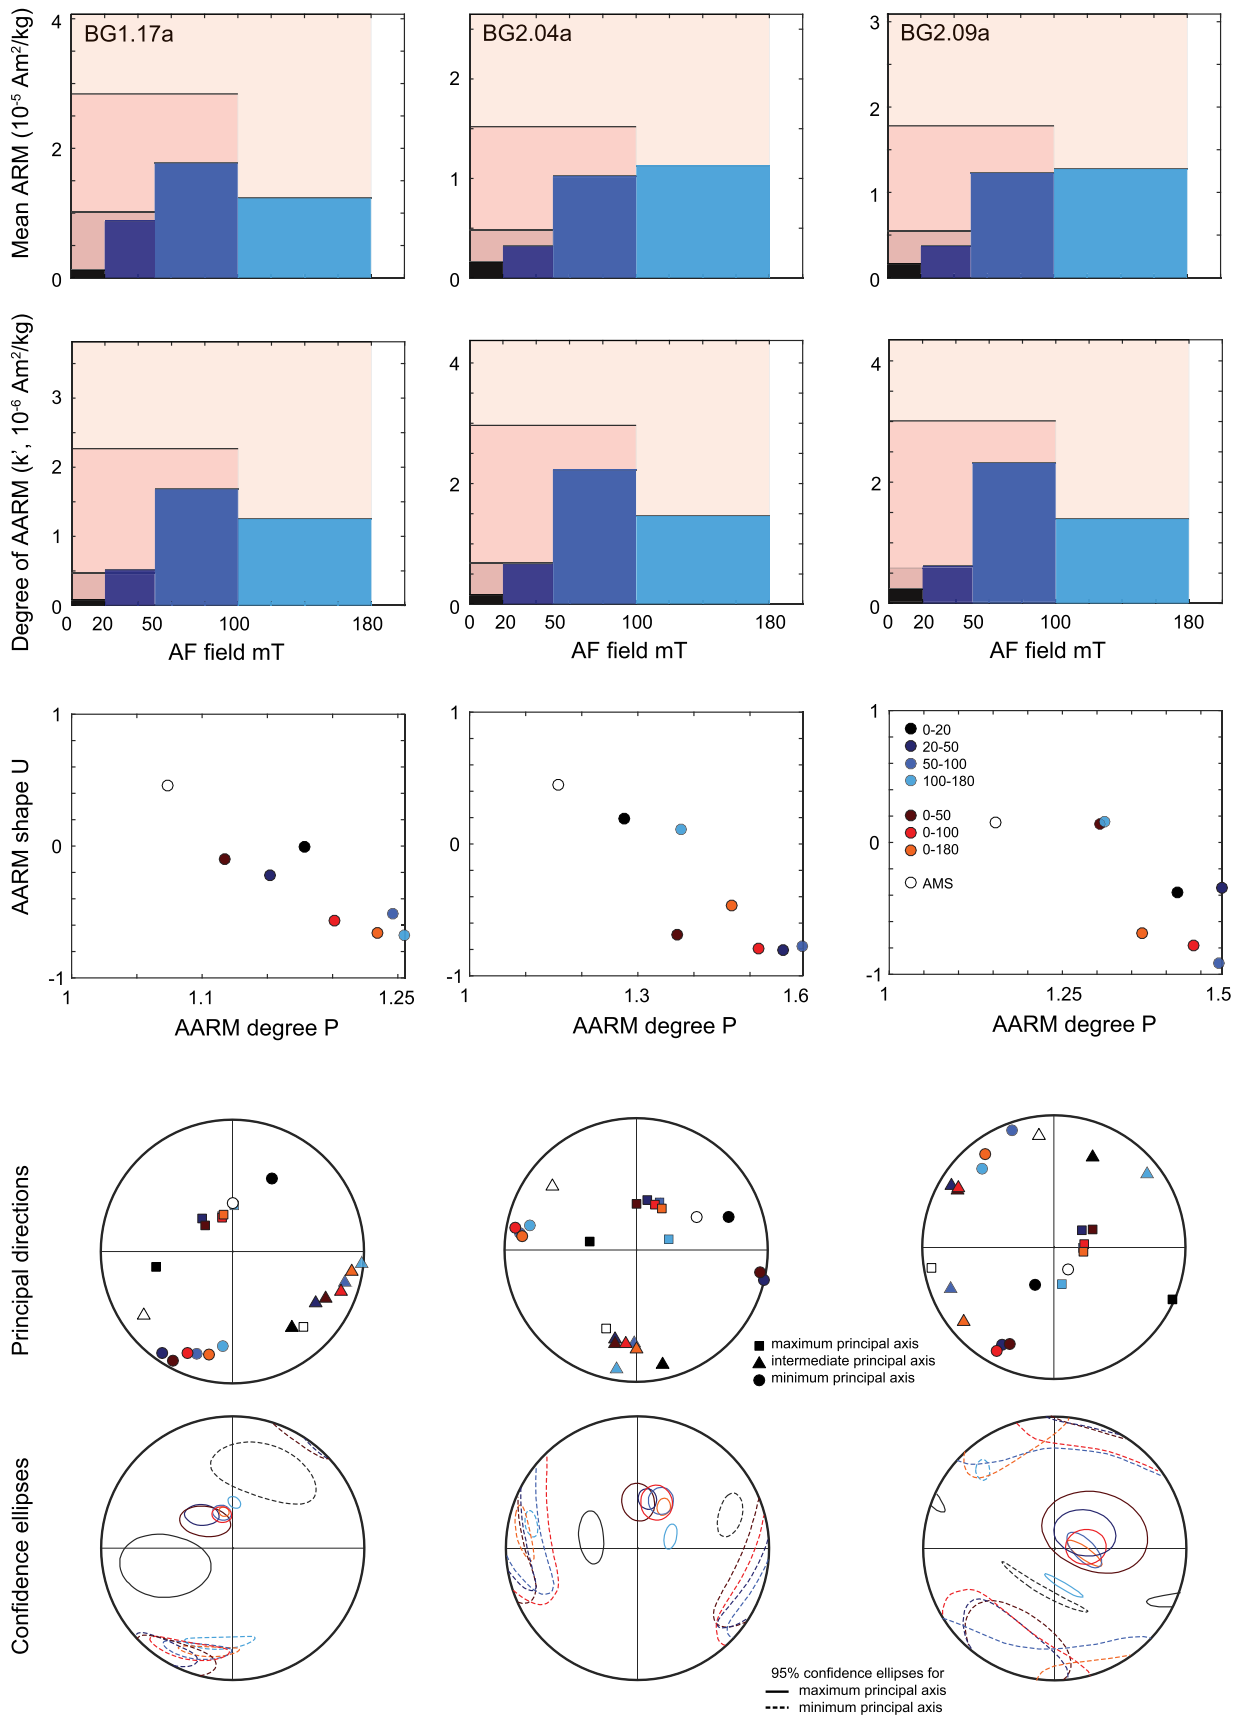 Mean ARM (10⁻⁵ Am²/kg)
4
3
2
1
0
BG1.17a
2
1
0
BG2.04a
3
2
1
0
BG2.09a
Degree of AARM (k’, 10⁻⁶ Am²/kg)
3
2
1
0
0 20 50 100 180
AF field mT
4
2
0
0 20 50 100 180
AF field mT
4
2
0
0 20 50 100 180
AF field mT
AARM shape U
1
0
-1
1 1.1 1.25
AARM degree P
1
0
-1
1 1.3 1.6
AARM degree P
1
0
-1
1 1.25 1.5
AARM degree P
0-20
20-50
50-100
100-180
0-50
0-100
0-180
AMS
Principal directions
maximum principal axis
intermediate principal axis
minimum principal axis
Confidence ellipses
95% confidence ellipses for
maximum principal axis
minimum principal axis